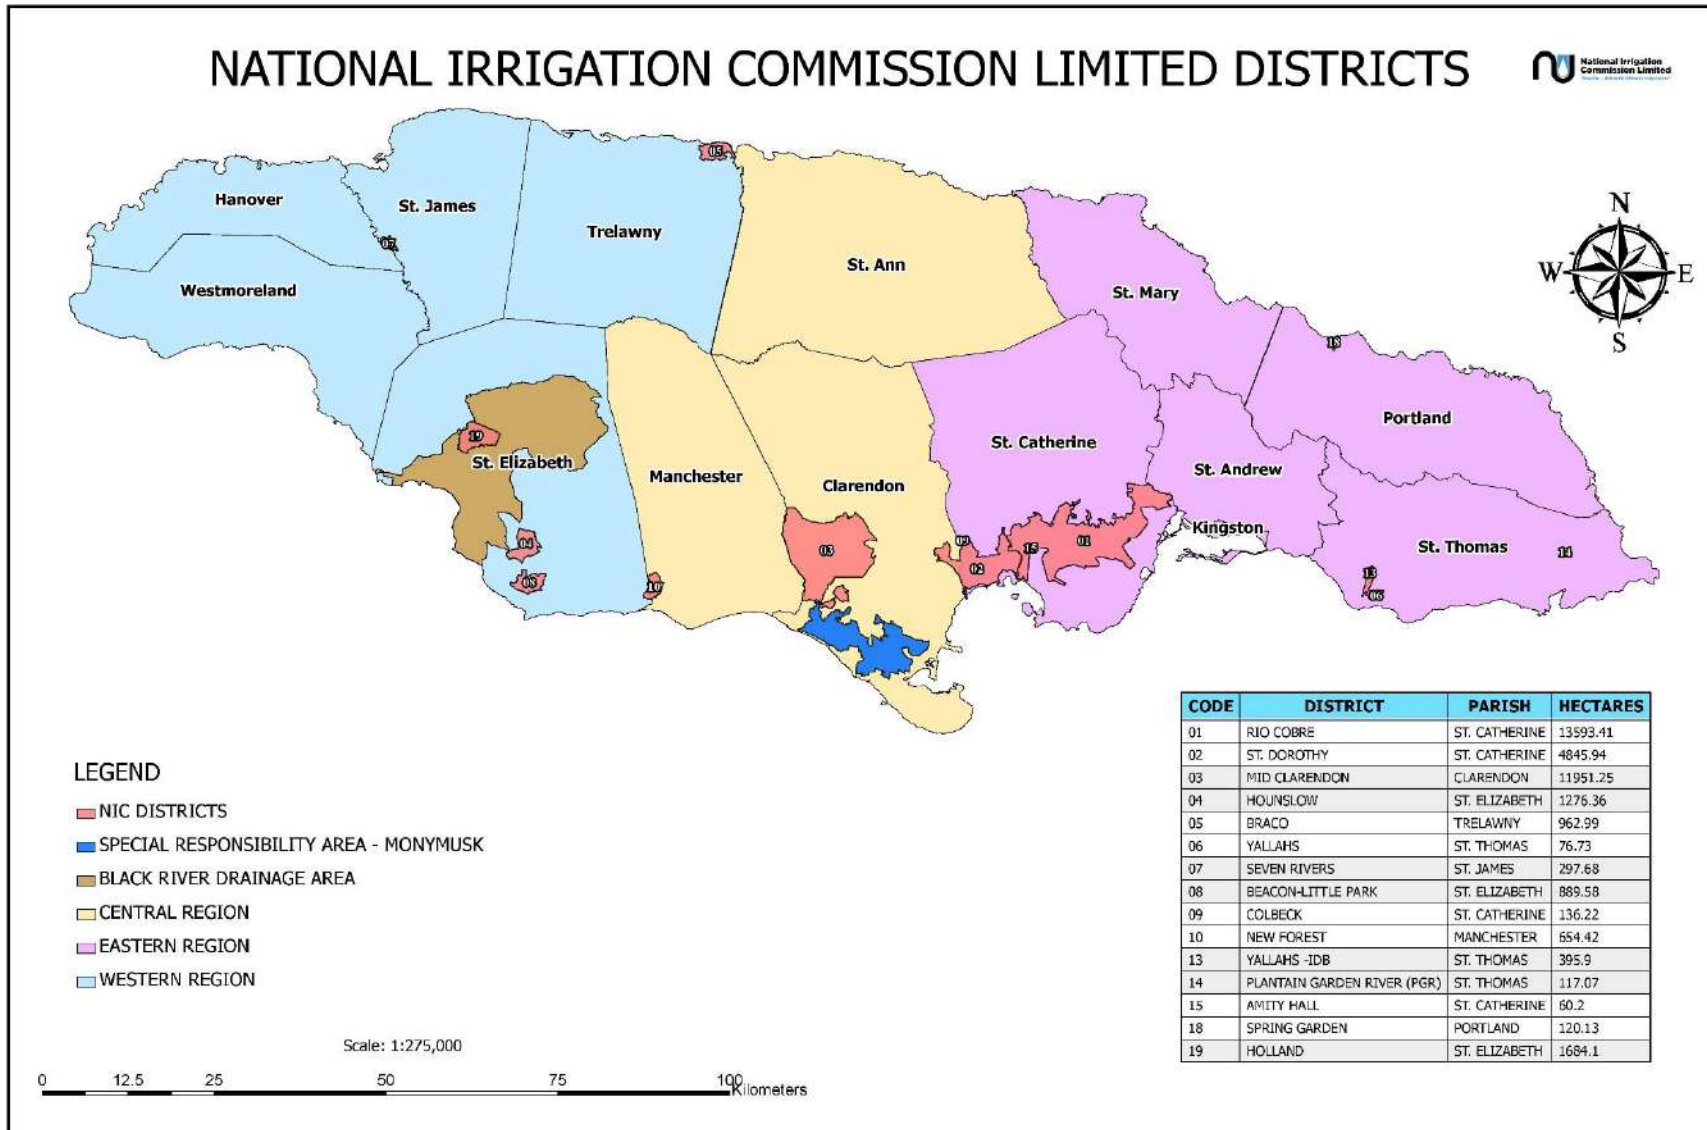 NATIONAL IRRIGATION COMMISSION LIMITED DISTRICTS
National Irrigation
Commission Limited
Hanover
St. James
Trelawny
Westmoreland
St. Ann
St. Mary
Portland
St. Catherine
St. Andrew
St. Elizabeth
Manchester
Clarendon
Kingston
St. Thomas
05
07
18
19
04
08
10
03
09
02
15
01
14
13
06
N
W E
S
CODE DISTRICT PARISH HECTARES
01 RIO COBRE ST. CATHERINE 13593.41
02 ST. DOROTHY ST. CATHERINE 4845.94
03 MID CLARENDON CLARENDON 11951.25
04 HOUNSLOW ST. ELIZABETH 1276.36
05 BRACO TRELAWNY 962.99
06 YALLAHS ST. THOMAS 76.73
07 SEVEN RIVERS ST. JAMES 297.68
08 BEACON-LITTLE PARK ST. ELIZABETH 889.58
09 COLBECK ST. CATHERINE 136.22
10 NEW FOREST MANCHESTER 654.42
13 YALLAHS -IDB ST. THOMAS 395.9
14 PLANTAIN GARDEN RIVER (PGR) ST. THOMAS 117.07
15 AMITY HALL ST. CATHERINE 60.2
18 SPRING GARDEN PORTLAND 120.13
19 HOLLAND ST. ELIZABETH 1684.1
LEGEND
NIC DISTRICTS
SPECIAL RESPONSIBILITY AREA - MONYMUSK
BLACK RIVER DRAINAGE AREA
CENTRAL REGION
EASTERN REGION
WESTERN REGION
Scale: 1:275,000
0 12.5 25 50 75 100
Kilometers